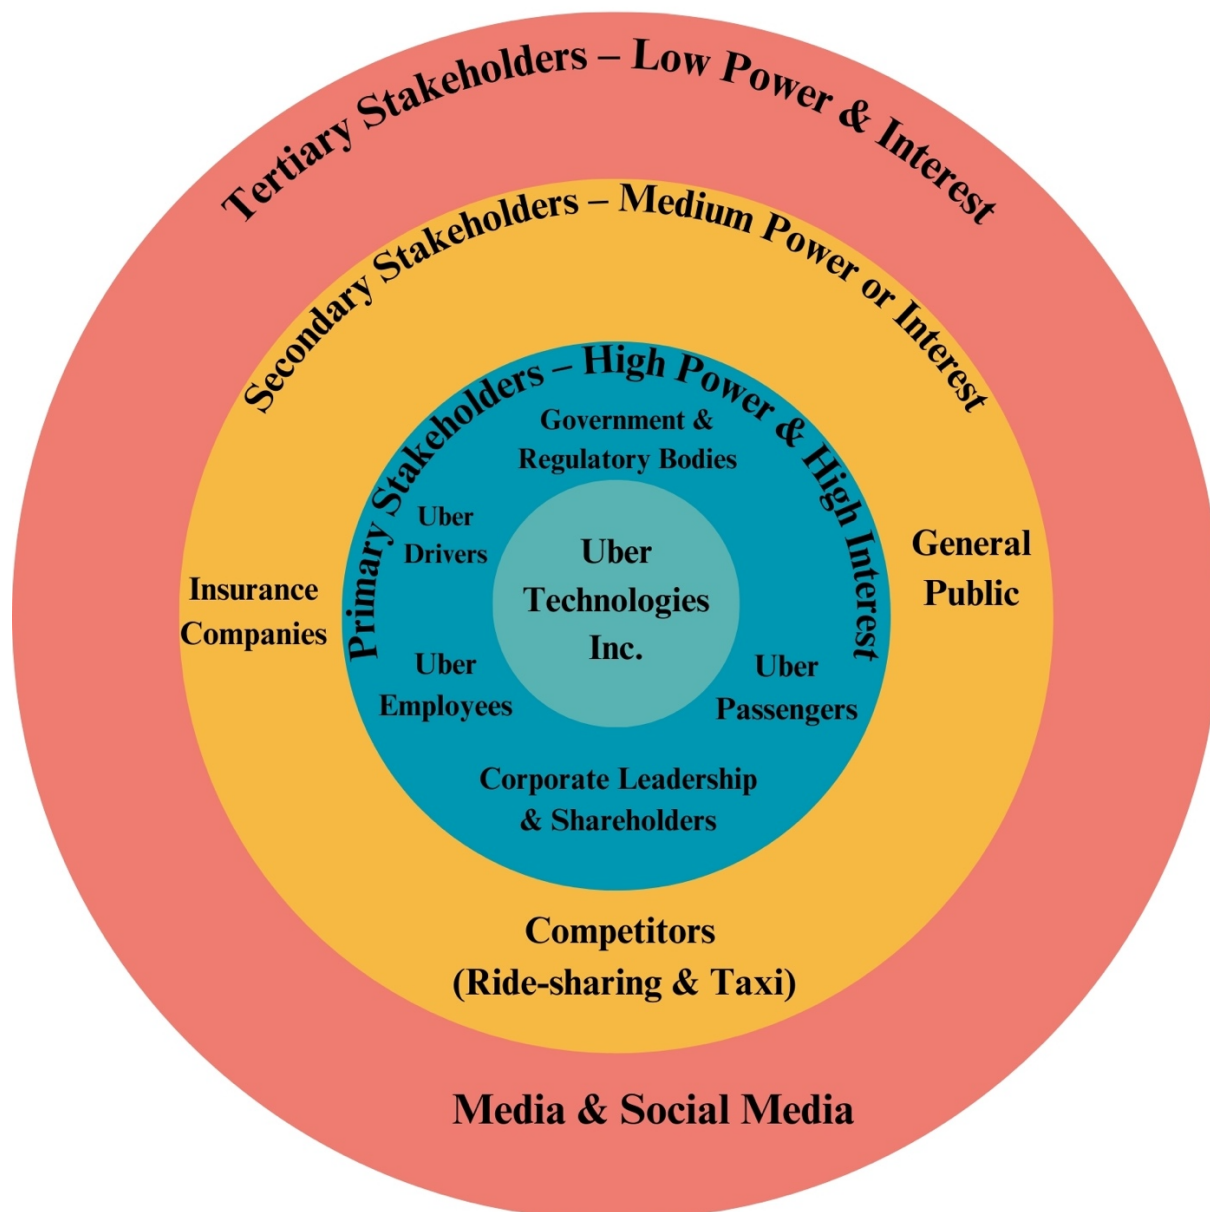 Tertiary Stakeholders – Low Power & Interest
Secondary Stakeholders – Medium Power or Interest
Primary Stakeholders – High Power & High Interest
Government &
Regulatory Bodies
Uber
Drivers
Uber
Technologies
Inc.
General
Public
Insurance
Companies
Uber
Employees
Uber
Passengers
Corporate Leadership
& Shareholders
Competitors
(Ride-sharing & Taxi)
Media & Social Media